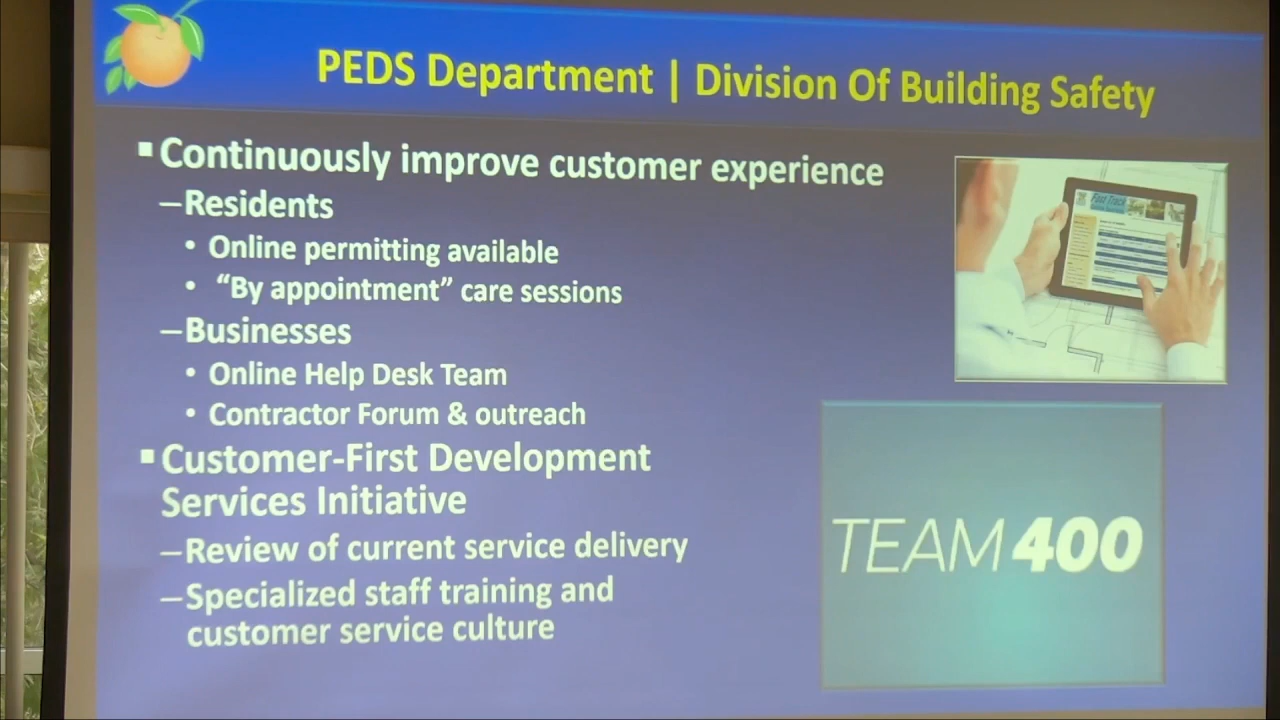 PEDS Department | Division Of Building Safety
▪ Continuously improve customer experience
–Residents
• Online permitting available
• “By appointment” care sessions
–Businesses
• Online Help Desk Team
• Contractor Forum & outreach
▪ Customer-First Development
Services Initiative
–Review of current service delivery
–Specialized staff training and
customer service culture
Fast Track
TEAM 400